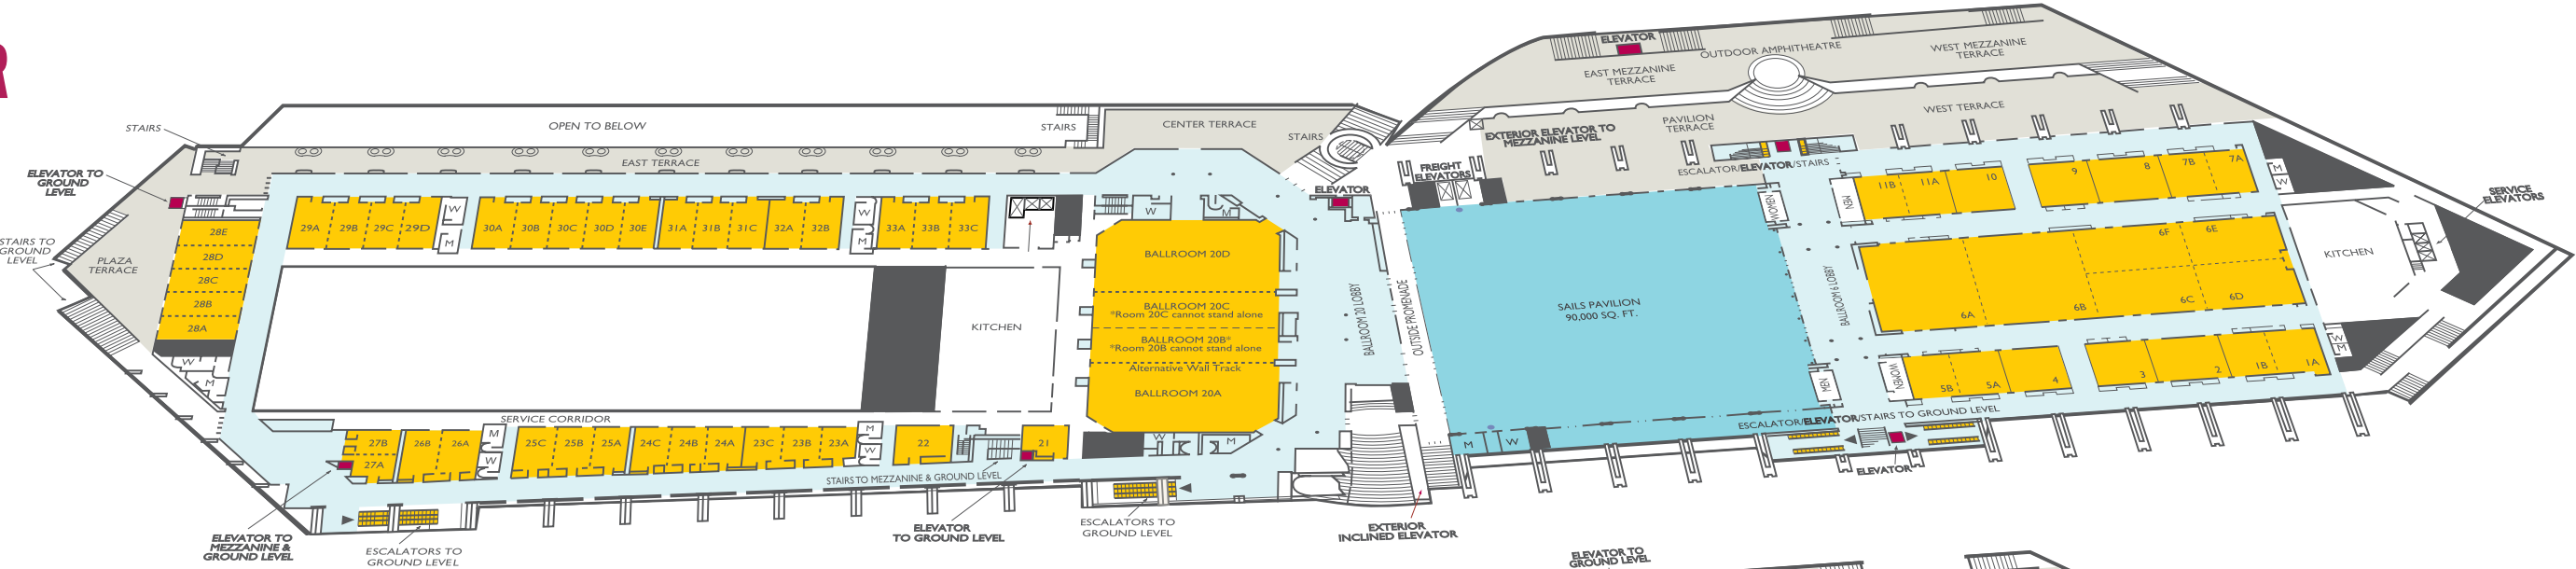 R
STAIRS
ELEVATOR TO
GROUND
LEVEL
STAIRS TO
GROUND
LEVEL
PLAZA
TERRACE
OPEN TO BELOW
EAST TERRACE
STAIRS
CENTER TERRACE
STAIRS
28E
28D
28C
28B
28A
W
M
29A 29B 29C 29D
W
M
30A 30B 30C 30D 30E 31A 31B 31C 32A 32B
W
M
33A 33B 33C
W
M
KITCHEN
SERVICE CORRIDOR
BALLROOM 20D
BALLROOM 20C
*Room 20C cannot stand alone
BALLROOM 20B*
*Room 20B cannot stand alone
Alternative Wall Track
BALLROOM 20A
W
M
27B
27A
26B 26A
M
W
25C 25B 25A 24C 24B 24A 23C 23B 23A
M
W
22
21
STAIRS TO MEZZANINE & GROUND LEVEL
ELEVATOR TO
MEZZANINE &
GROUND LEVEL
ESCALATORS TO
GROUND LEVEL
ELEVATOR
TO GROUND LEVEL
ESCALATORS TO
GROUND LEVEL
EXTERIOR
INCLINED ELEVATOR
ELEVATOR
BALLROOM 20 LOBBY
OUTSIDE PROMENADE
FREIGHT
ELEVATORS
EXTERIOR ELEVATOR TO
MEZZANINE LEVEL
ELEVATOR
EAST MEZZANINE
TERRACE
OUTDOOR AMPHITHEATRE
WEST MEZZANINE
TERRACE
PAVILION
TERRACE
WEST TERRACE
ESCALATOR/ELEVATOR/STAIRS
SAILS PAVILION
90,000 SQ. FT.
M
W
WOMEN
MEN
BALLROOM 6 LOBBY
MEN
WOMEN
11B 11A 10 9 8 7B 7A
M
W
6A 6B 6F 6E 6C 6D
5B 5A 4 3 2 1B 1A
W
M
KITCHEN
SERVICE
ELEVATORS
ESCALATOR/ELEVATOR/STAIRS TO GROUND LEVEL
ELEVATOR
ELEVATOR TO
GROUND LEVEL